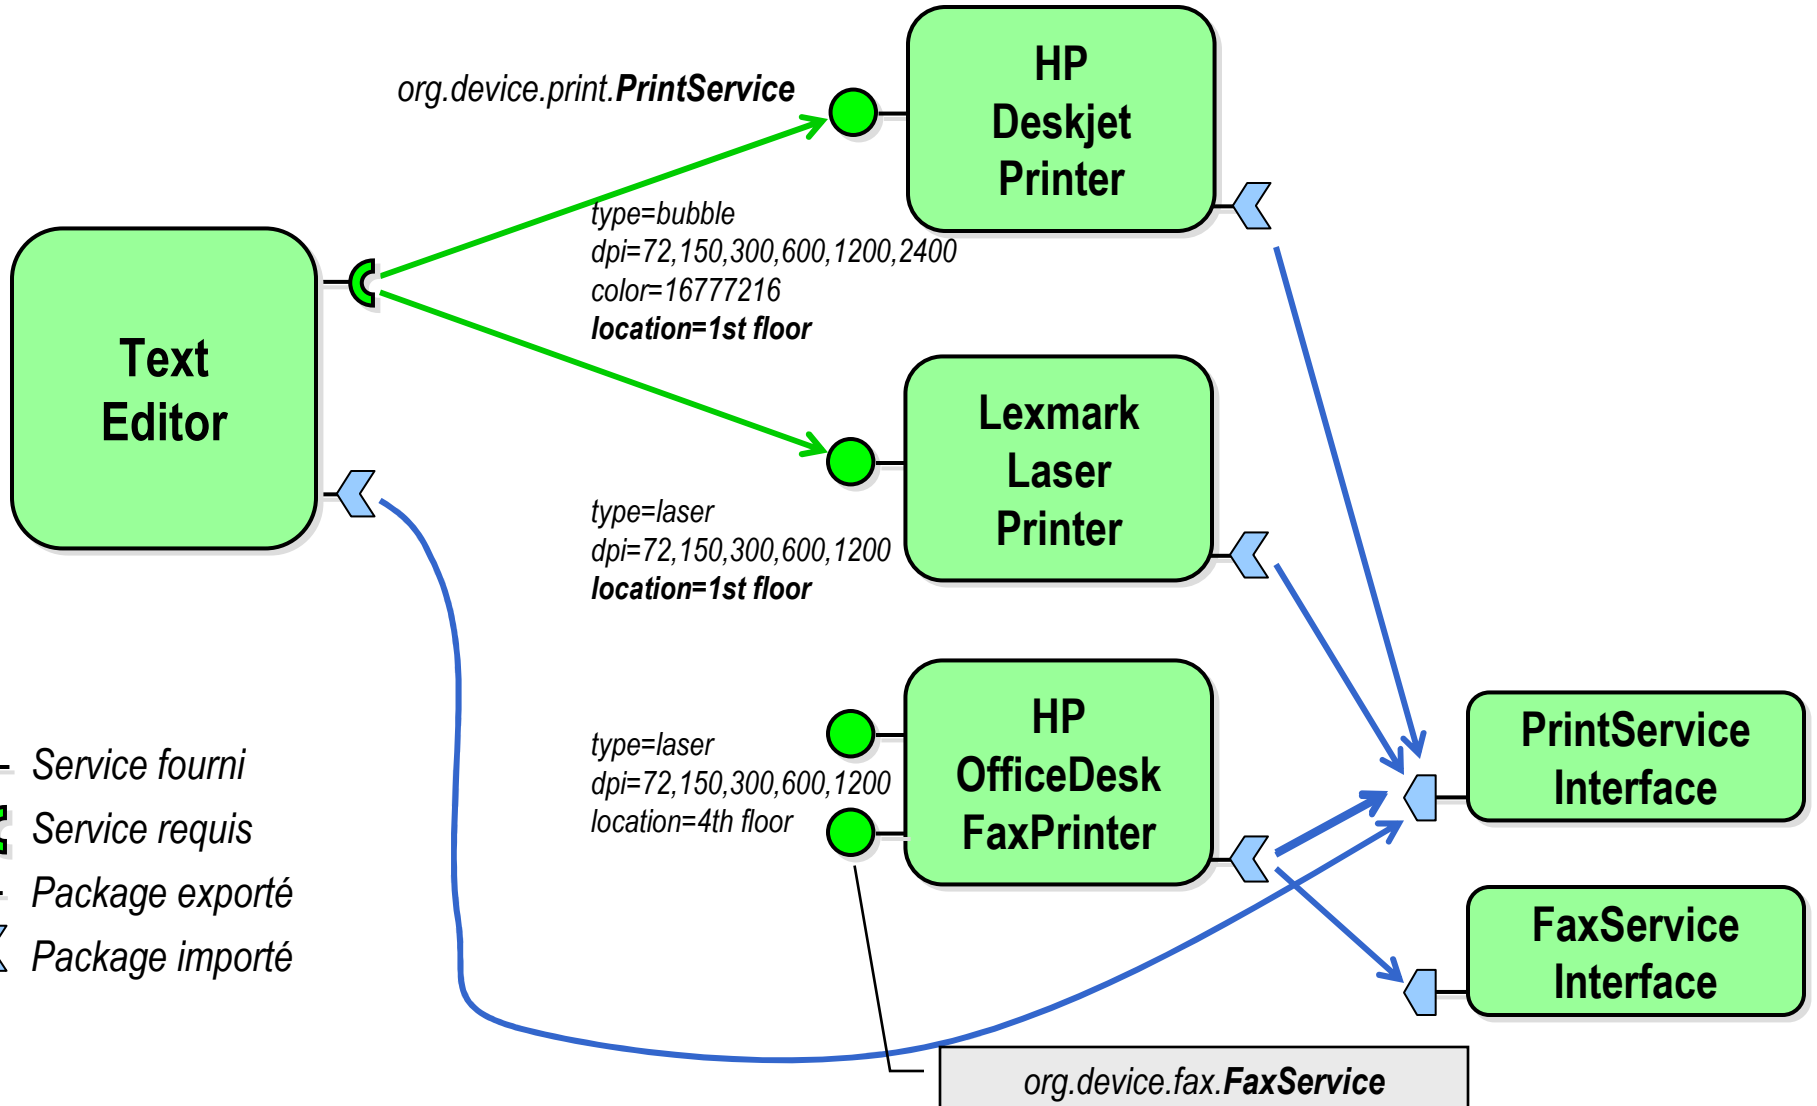 HP
Deskjet
Printer
org.device.print.PrintService
type=bubble
dpi=72,150,300,600,1200,2400
color=16777216
location=1st floor
Text
Editor
Lexmark
Laser
Printer
type=laser
dpi=72,150,300,600,1200
location=1st floor
HP
OfficeDesk
FaxPrinter
type=laser
dpi=72,150,300,600,1200
location=4th floor
PrintService
Interface
FaxService
Interface
Service fourni
Service requis
Package exporté
Package importé
org.device.fax.FaxService